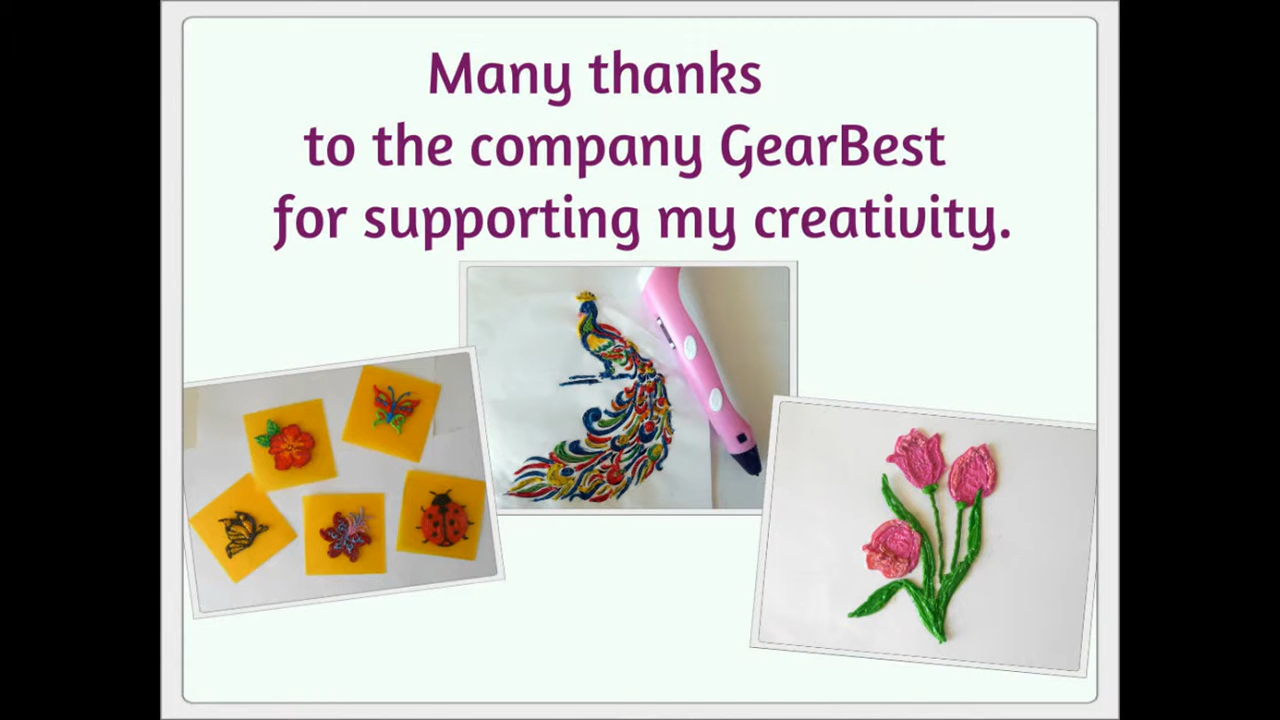 Many thanks
to the company GearBest
for supporting my creativity.